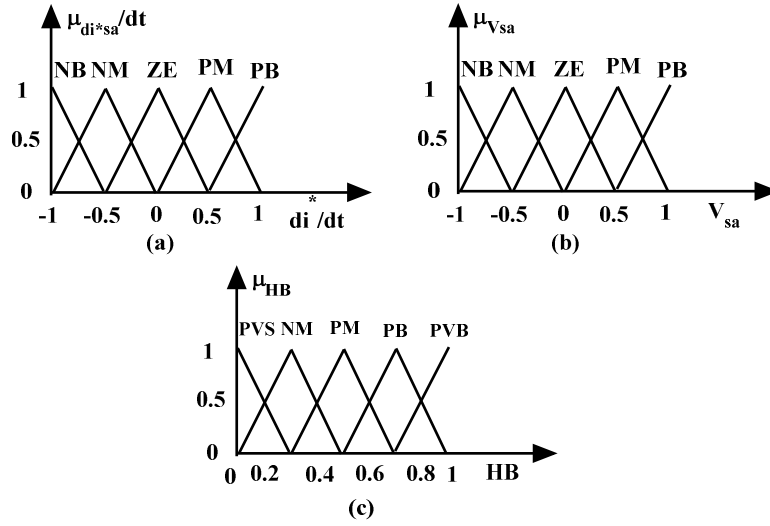 μdi*sa/dt
NB NM ZE PM PB
1
0.5
0
-1 -0.5 0 0.5 1 di*/dt
(a)
μVsa
NB NM ZE PM PB
1
0.5
0
-1 -0.5 0 0.5 1 Vsa
(b)
μHB
PVS NM PM PB PVB
1
0.5
0
0 0.2 0.4 0.6 0.8 1 HB
(c)